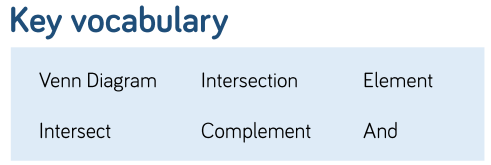 Key vocabulary
Venn Diagram Intersection Element
Intersect Complement And